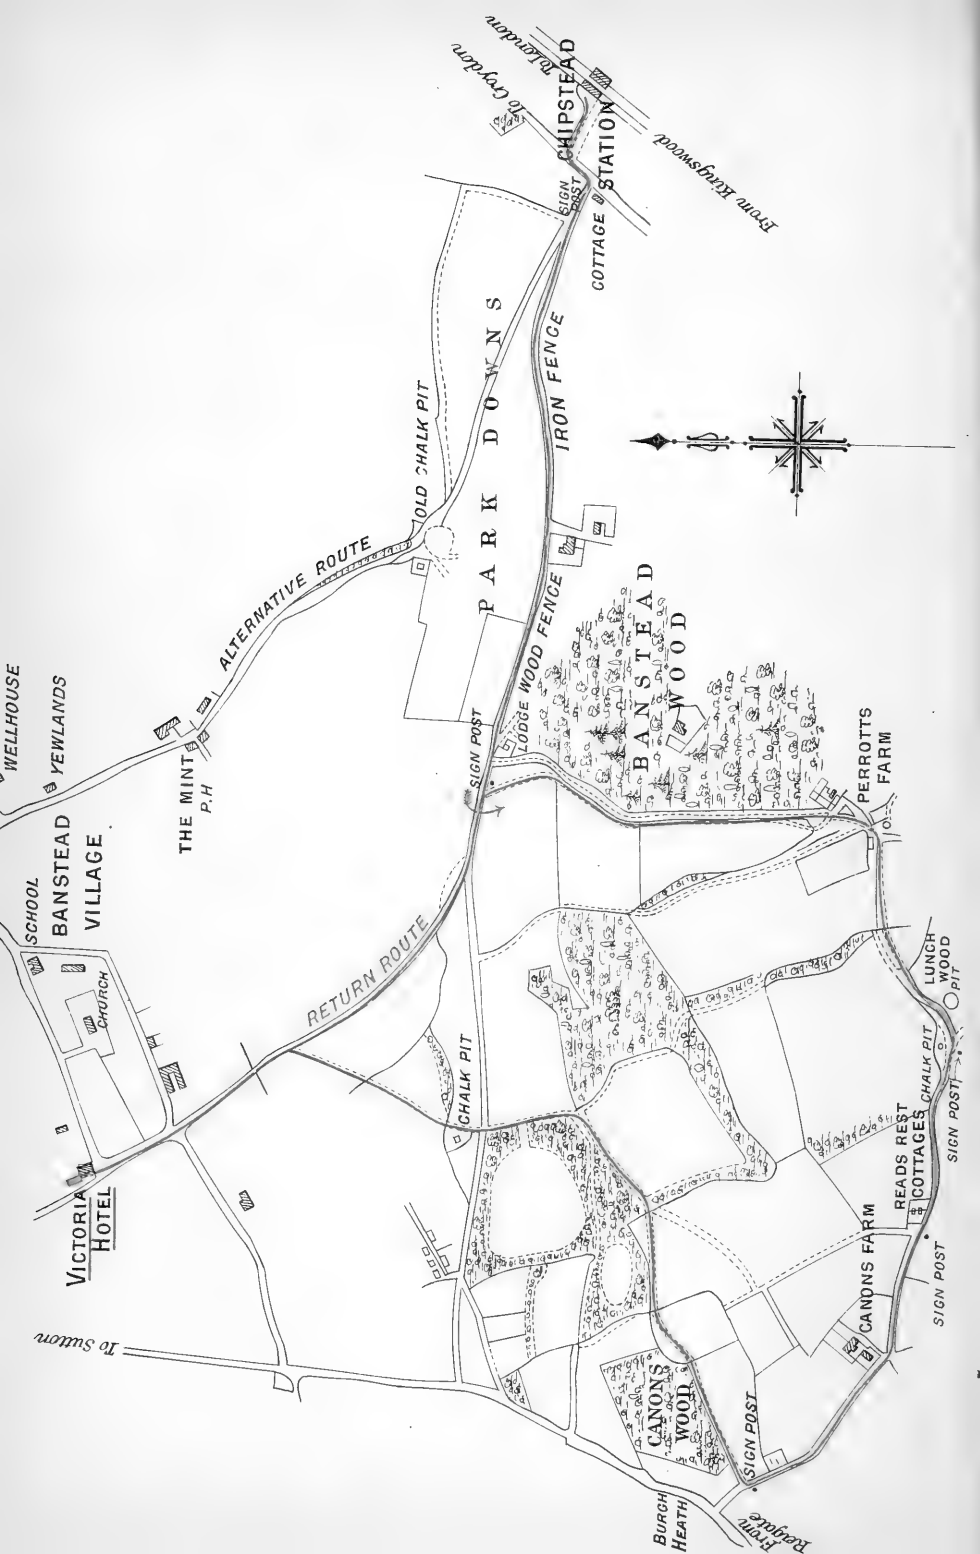 To London
To Croydon
CHIPSTEAD
STATION
From Kingswood
SIGN
POST
COTTAGE
IRON FENCE
PARK DOWNS
OLD CHALK PIT
ALTERNATIVE ROUTE
WELLHOUSE
YEWLANDS
THE MINT
P.H
BANSTEAD
VILLAGE
SCHOOL
CHURCH
VICTORIA
HOTEL
To Sutton
RETURN ROUTE
SIGN POST
LODGE
WOOD FENCE
BANSTEAD
WOOD
PERROTTS
FARM
LUNCH
WOOD
PIT
CHALK PIT
SIGN POST
READS REST
COTTAGES
CHALK PIT
SIGN POST
CANONS FARM
CANONS
WOOD
SIGN POST
BURGH
HEATH
From
Reigate